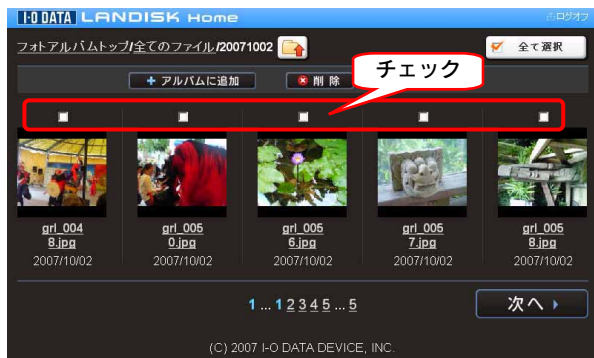 I-O DATA LANDISK Home
ログオフ
フォトアルバムトップ/全てのファイル/20071002
全て選択
チェック
+ アルバムに追加
削 除
grl_004
8.jpg
2007/10/02
grl_005
0.jpg
2007/10/02
grl_005
6.jpg
2007/10/02
grl_005
7.jpg
2007/10/02
grl_005
8.jpg
2007/10/02
1 ... 1 2 3 4 5 ... 5
次へ
(C) 2007 I-O DATA DEVICE, INC.